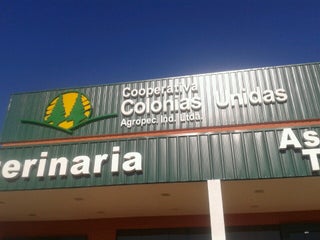 Cooperativa
Colonias Unidas
Agropec. Ind. Ltda.
erinaria
As
T